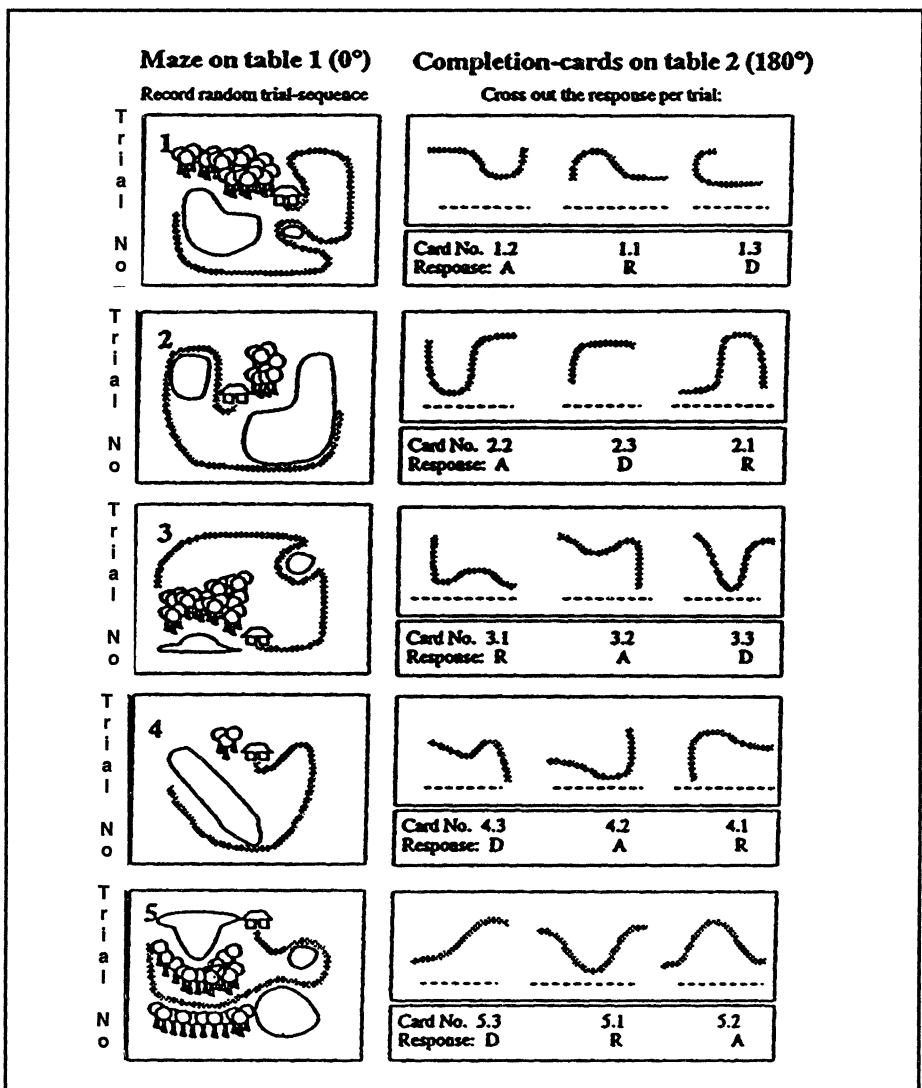 Maze on table 1 (0°)
Completion-cards on table 2 (180°)
Record random trial-sequence
Cross out the response per trial:
Trial No
1
Card No. 1.2 1.1 1.3
Response: A R D
Trial No
2
Card No. 2.2 2.3 2.1
Response: A D R
Trial No
3
Card No. 3.1 3.2 3.3
Response: R A D
Trial No
4
Card No. 4.3 4.2 4.1
Response: D A R
Trial No
5
Card No. 5.3 5.1 5.2
Response: D R A